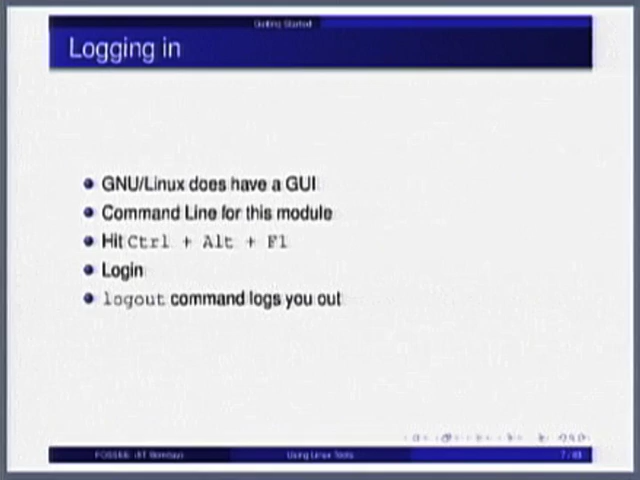 Getting Started
Logging in
GNU/Linux does have a GUI
Command Line for this module
Hit Ctrl + Alt + F1
Login
logout command logs you out
FOSSEE (IIT Bombay) Using Linux Tools 7 /